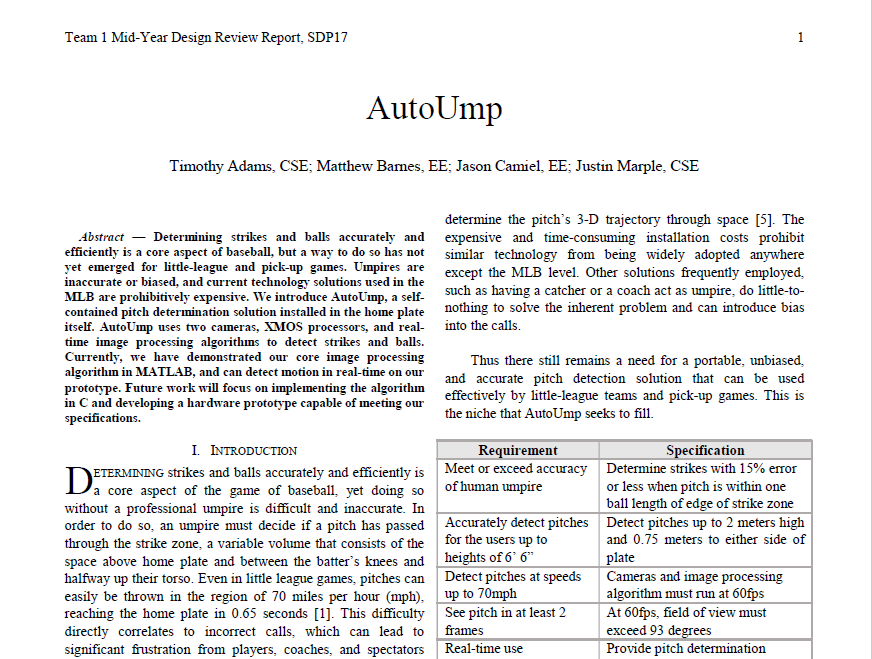 Team 1 Mid-Year Design Review Report, SDP17
1
AutoUmp
Timothy Adams, CSE; Matthew Barnes, EE; Jason Camiel, EE; Justin Marple, CSE
Abstract — Determining strikes and balls accurately and
efficiently is a core aspect of baseball, but a way to do so has not
yet emerged for little-league and pick-up games. Umpires are
inaccurate or biased, and current technology solutions used in the
MLB are prohibitively expensive. We introduce AutoUmp, a self-
contained pitch determination solution installed in the home plate
itself. AutoUmp uses two cameras, XMOS processors, and real-
time image processing algorithms to detect strikes and balls.
Currently, we have demonstrated our core image processing
algorithm in MATLAB, and can detect motion in real-time on our
prototype. Future work will focus on implementing the algorithm
in C and developing a hardware prototype capable of meeting our
specifications.
I. INTRODUCTION
DETERMINING strikes and balls accurately and efficiently is
a core aspect of the game of baseball, yet doing so
without a professional umpire is difficult and inaccurate. In
order to do so, an umpire must decide if a pitch has passed
through the strike zone, a variable volume that consists of the
space above home plate and between the batter's knees and
halfway up their torso. Even in little league games, pitches can
easily be thrown in the region of 70 miles per hour (mph),
reaching the home plate in 0.65 seconds [1]. This difficulty
directly correlates to incorrect calls, which can lead to
significant frustration from players, coaches, and spectators
determine the pitch's 3-D trajectory through space [5]. The
expensive and time-consuming installation costs prohibit
similar technology from being widely adopted anywhere
except the MLB level. Other solutions frequently employed,
such as having a catcher or a coach act as umpire, do little-to-
nothing to solve the inherent problem and can introduce bias
into the calls.
Thus there still remains a need for a portable, unbiased,
and accurate pitch detection solution that can be used
effectively by little-league teams and pick-up games. This is
the niche that AutoUmp seeks to fill.
Requirement Specification
Meet or exceed accuracy Determine strikes with 15% error
of human umpire or less when pitch is within one
ball length of edge of strike zone
Accurately detect pitches Detect pitches up to 2 meters high
for the users up to and 0.75 meters to either side of
heights of 6' 6" plate
Detect pitches at speeds Cameras and image processing
up to 70mph algorithm must run at 60fps
See pitch in at least 2 At 60fps, field of view must
frames exceed 93 degrees
Real-time use Provide pitch determination